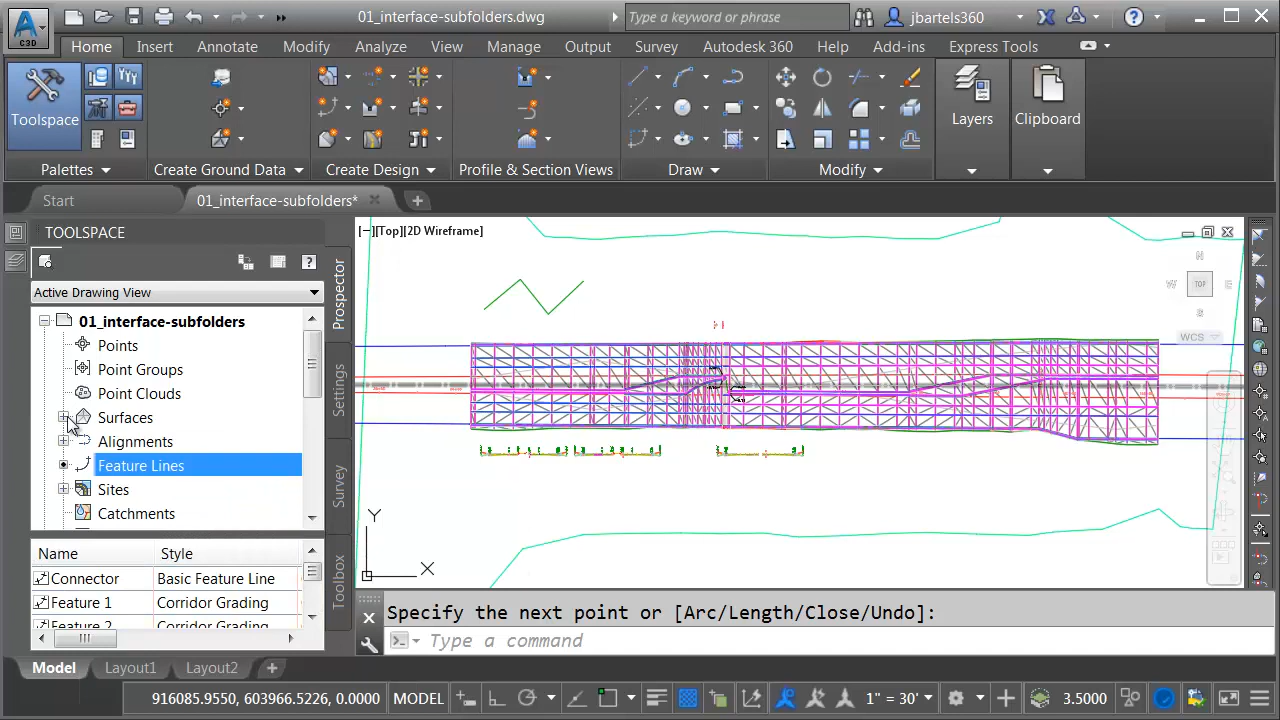 01_interface-subfolders.dwg
Type a keyword or phrase
jbartels360
C3D
Home Insert Annotate Modify Analyze View Manage Output Survey Autodesk 360 Help Add-ins Express Tools
Toolspace
Layers
Clipboard
Palettes
Create Ground Data
Create Design
Profile & Section Views
Draw
Modify
Start
01_interface-subfolders*
TOOLSPACE
[−][Top][2D Wireframe]
Active Drawing View
01_interface-subfolders
Points
Point Groups
Point Clouds
Surfaces
Alignments
Feature Lines
Sites
Catchments
Prospector
Settings
Survey
Toolbox
N
W
TOP
E
S
WCS
Y
X
Name Style
Connector Basic Feature Line
Feature 1 Corridor Grading
Feature 2 Corridor Grading
Specify the next point or [Arc/Length/Close/Undo]:
Type a command
Model Layout1 Layout2
916085.9550, 603966.5226, 0.0000 MODEL 1" = 30' 3.5000